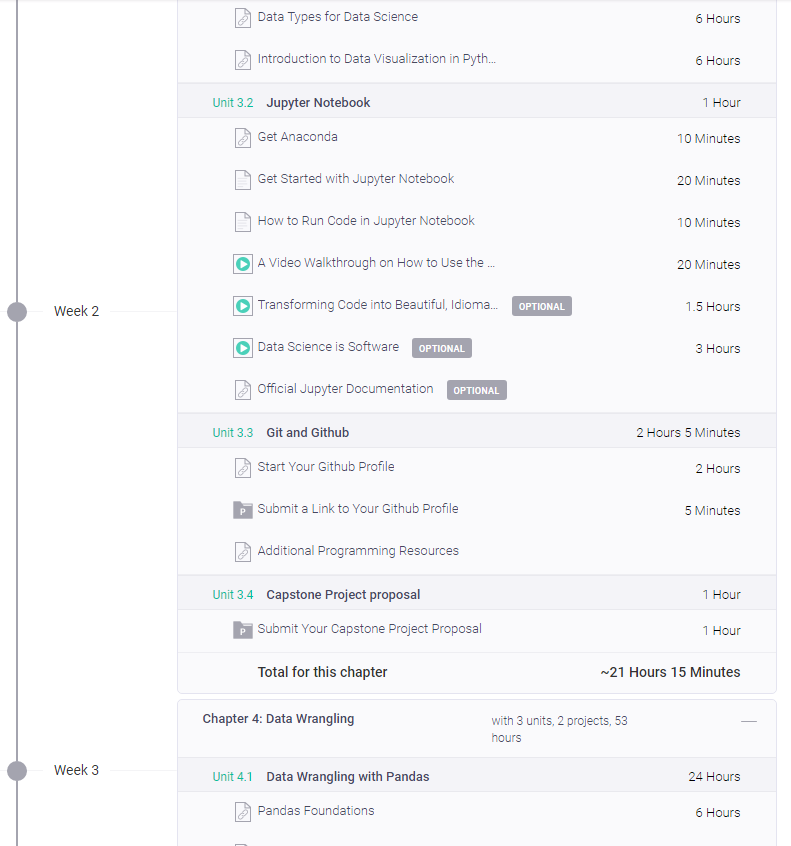 Data Types for Data Science 6 Hours
Introduction to Data Visualization in Pyth... 6 Hours
Unit 3.2 Jupyter Notebook 1 Hour
Get Anaconda 10 Minutes
Get Started with Jupyter Notebook 20 Minutes
How to Run Code in Jupyter Notebook 10 Minutes
A Video Walkthrough on How to Use the ... 20 Minutes
Week 2 Transforming Code into Beautiful, Idioma... OPTIONAL 1.5 Hours
Data Science is Software OPTIONAL 3 Hours
Official Jupyter Documentation OPTIONAL
Unit 3.3 Git and Github 2 Hours 5 Minutes
Start Your Github Profile 2 Hours
P Submit a Link to Your Github Profile 5 Minutes
Additional Programming Resources
Unit 3.4 Capstone Project proposal 1 Hour
P Submit Your Capstone Project Proposal 1 Hour
Total for this chapter ~21 Hours 15 Minutes
Chapter 4: Data Wrangling with 3 units, 2 projects, 53
hours
Week 3 Unit 4.1 Data Wrangling with Pandas 24 Hours
Pandas Foundations 6 Hours